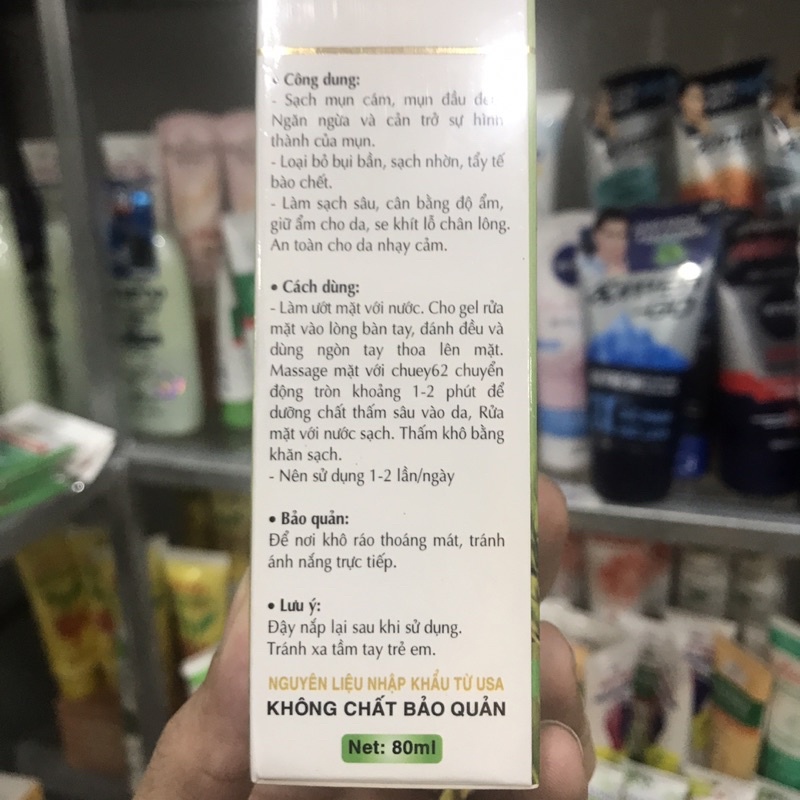 • Công dung:
- Sạch mụn cám, mụn đầu
Ngăn ngừa và cản trở sự hình
thành của mụn.
- Loại bỏ bụi bẩn, sạch nhờn, tẩy tế
bào chết.
- Làm sạch sâu, cân bằng độ ẩm,
giữ ẩm cho da, se khít lỗ chân lông.
An toàn cho da nhạy cảm.
• Cách dùng:
- Làm ướt mặt với nước. Cho gel rửa
mặt vào lòng bàn tay, đánh đều và
dùng ngón tay thoa lên mặt.
Massage mặt với chuey62 chuyển
động tròn khoảng 1-2 phút để
dưỡng chất thấm sâu vào da, Rửa
mặt với nước sạch. Thấm khô bằng
khăn sạch.
- Nên sử dụng 1-2 lần/ngày
• Bảo quản:
Để nơi khô ráo thoáng mát, tránh
ánh nắng trực tiếp.
• Lưu ý:
Đậy nắp lại sau khi sử dụng.
Tránh xa tầm tay trẻ em.
NGUYÊN LIỆU NHẬP KHẨU TỪ USA
KHÔNG CHẤT BẢO QUẢN
Net: 80ml